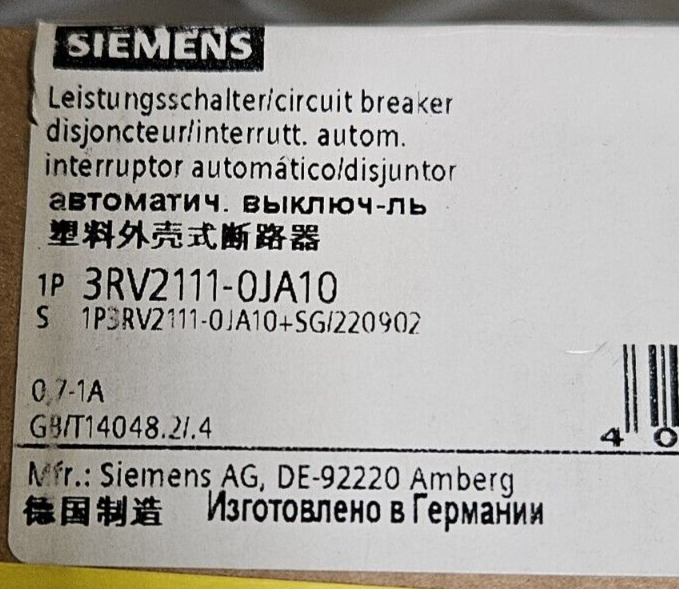 SIEMENS
Leistungsschalter/circuit breaker
disjoncteur/interrutt. autom.
interruptor automático/disjuntor
автоматич. выключ-ль
塑料外壳式断路器
1P 3RV2111-0JA10
S 1P3RV2111-0JA10+SG/220902
0,7-1A
GB/T14048.2/.4
4 0
Mfr.: Siemens AG, DE-92220 Amberg
德国制造 Изготовлено в Германии